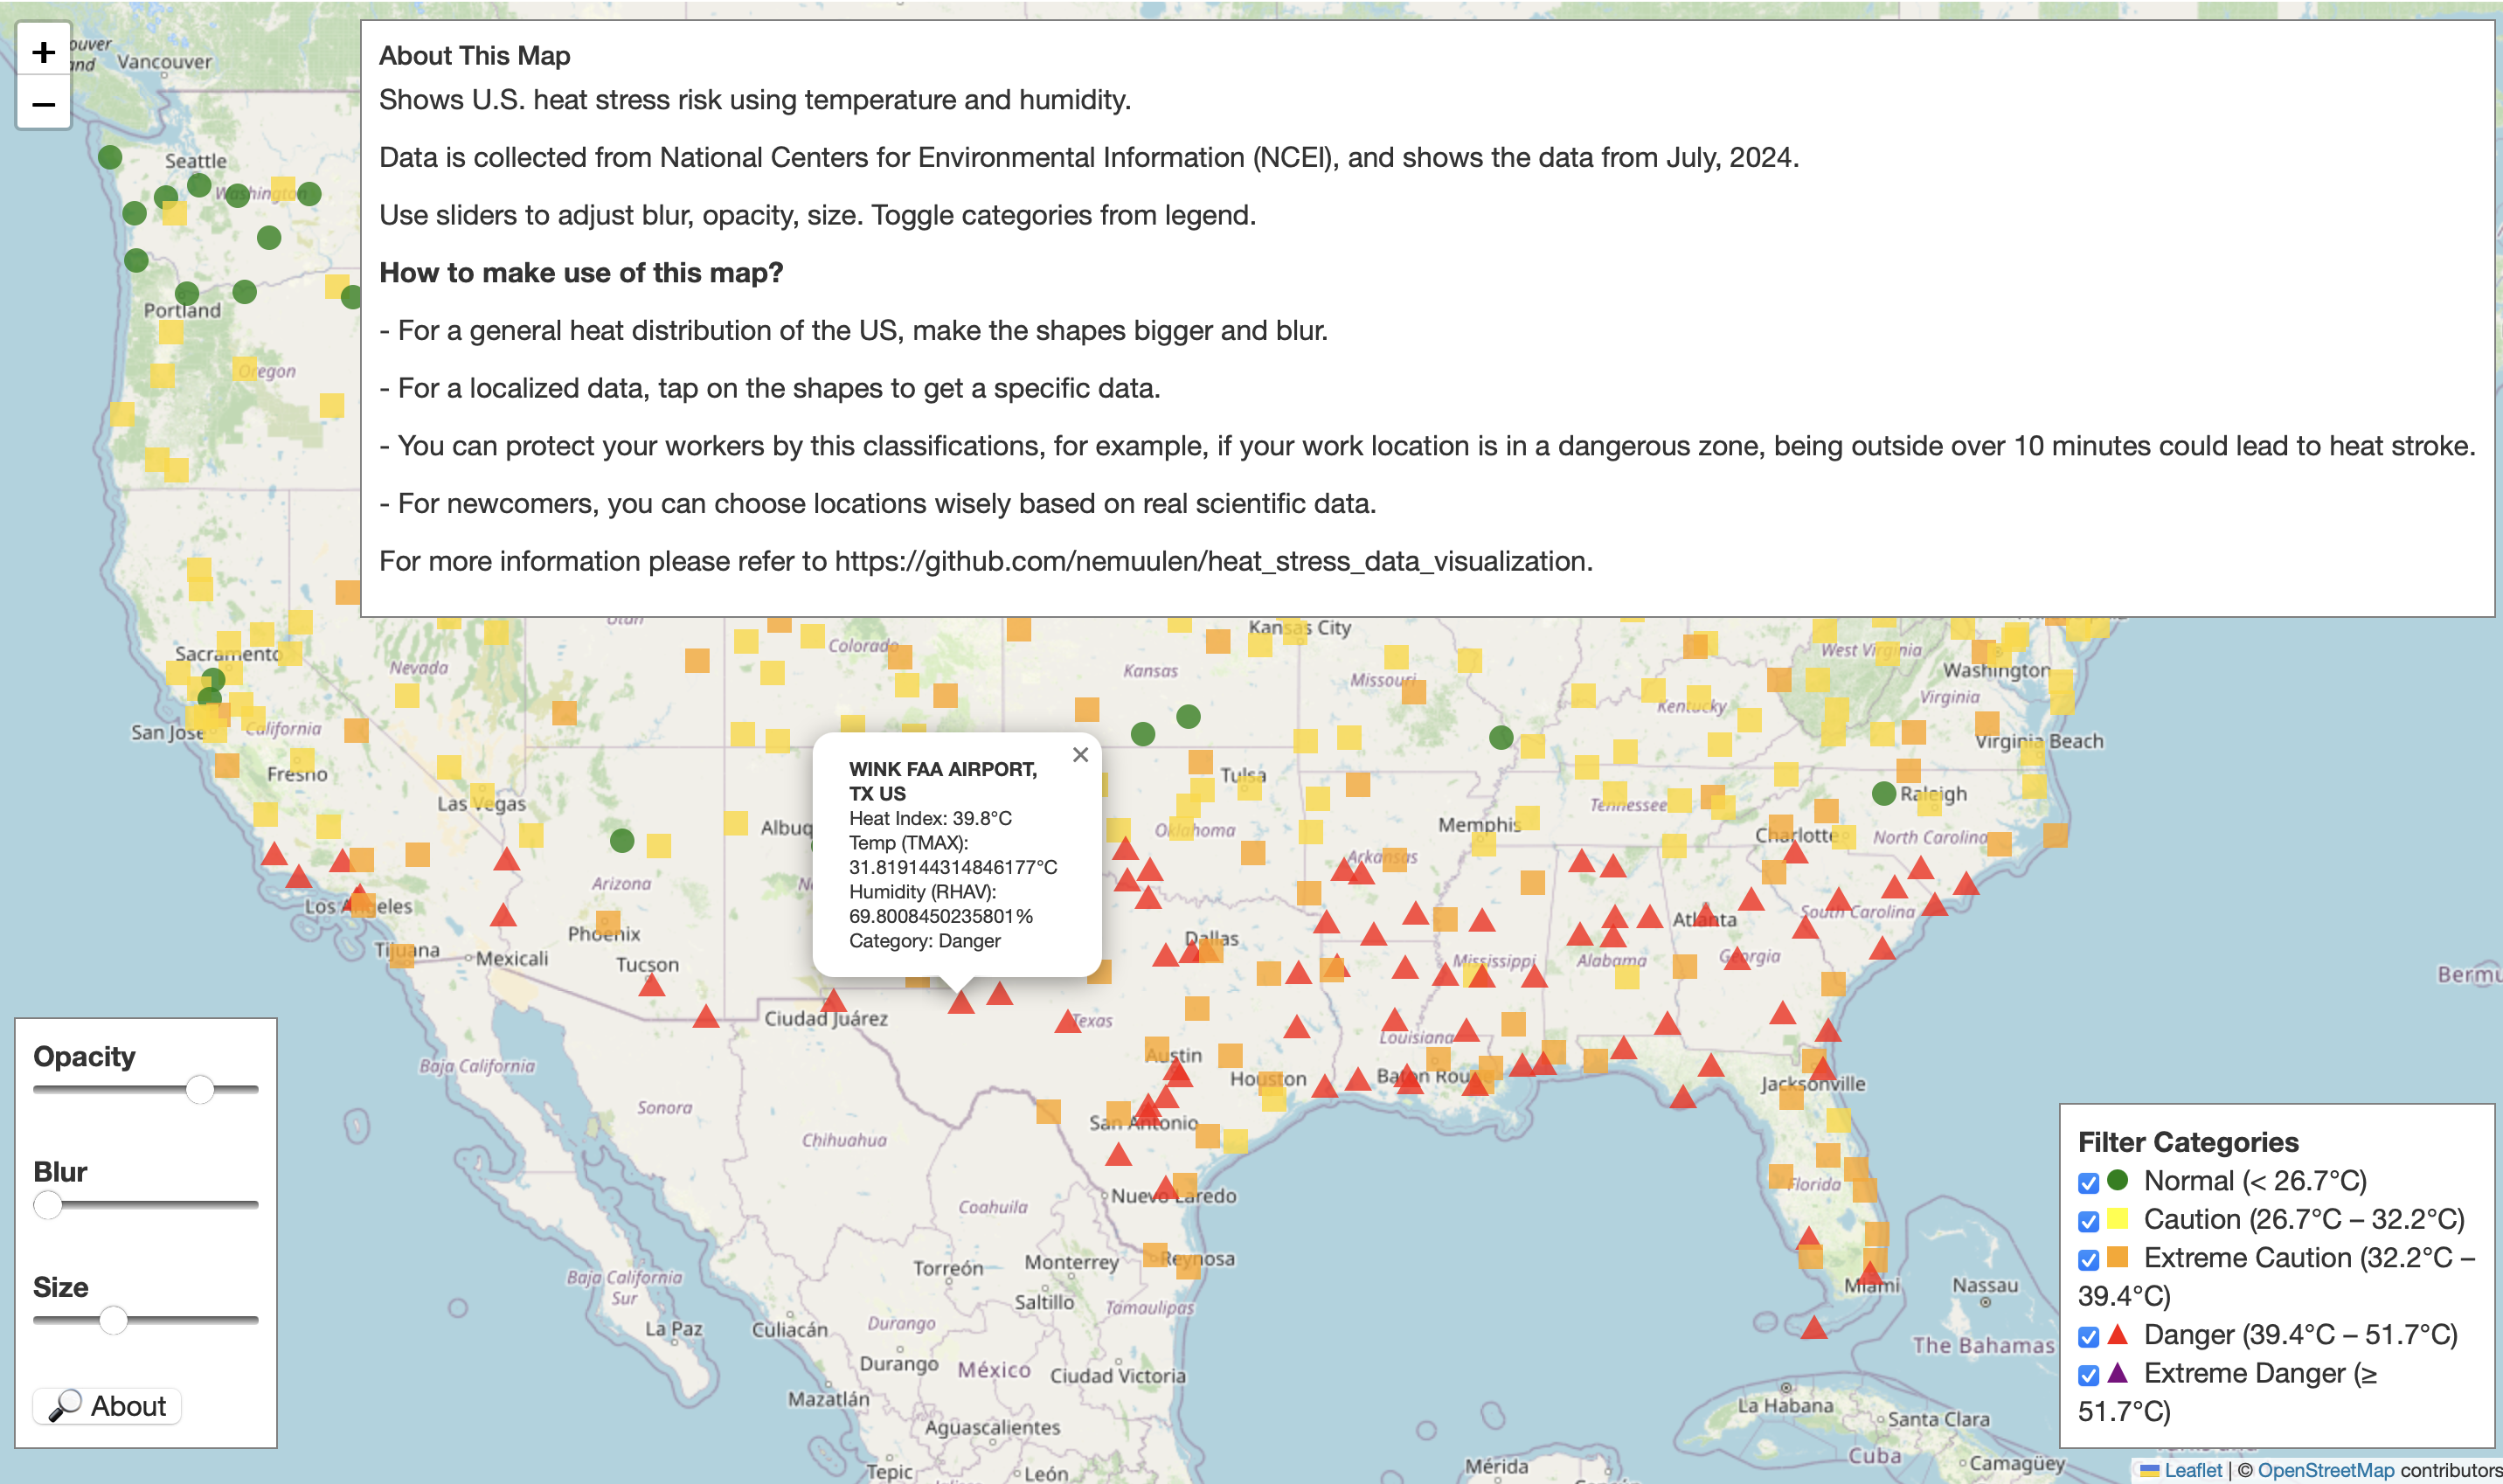 +
−
About This Map
Shows U.S. heat stress risk using temperature and humidity.
Data is collected from National Centers for Environmental Information (NCEI), and shows the data from July, 2024.
Use sliders to adjust blur, opacity, size. Toggle categories from legend.
How to make use of this map?
- For a general heat distribution of the US, make the shapes bigger and blur.
- For a localized data, tap on the shapes to get a specific data.
- You can protect your workers by this classifications, for example, if your work location is in a dangerous zone, being outside over 10 minutes could lead to heat stroke.
- For newcomers, you can choose locations wisely based on real scientific data.
For more information please refer to https://github.com/nemuulen/heat_stress_data_visualization.
Vancouver
Seattle
Washington
Portland
Oregon
Utah
Kansas City
Colorado
Sacramento
Nevada
Kansas
Missouri
West Virginia
Washington
Virginia
Kentucky
San Jose
California
Virginia Beach
Fresno
Las Vegas
Tulsa
Tennessee
Raleigh
Oklahoma
Memphis
Charlotte
North Carolina
Arkansas
Arizona
Los Angeles
Phoenix
Atlanta
South Carolina
Tijuana
Mexicali
Tucson
Dallas
Mississippi
Alabama
Georgia
Ciudad Juárez
Texas
Louisiana
Austin
Houston
Jacksonville
Baja California
Sonora
Chihuahua
San Antonio
Coahuila
Nuevo Laredo
Florida
Torreón
Monterrey
Reynosa
Baja California
Sur
Saltillo
Tamaulipas
Miami
Nassau
La Paz
Culiacán
Durango
The Bahamas
Durango
México
Ciudad Victoria
Mazatlán
La Habana
Santa Clara
Aguascalientes
Cuba
Camagüey
Tepic
León
Mérida
WINK FAA AIRPORT,
TX US
Heat Index: 39.8°C
Temp (TMAX):
31.819144314846177°C
Humidity (RHAV):
69.8008450235801%
Category: Danger
×
Opacity
Blur
Size
About
Filter Categories
Normal (< 26.7°C)
Caution (26.7°C – 32.2°C)
Extreme Caution (32.2°C –
39.4°C)
Danger (39.4°C – 51.7°C)
Extreme Danger (≥
51.7°C)
Leaflet | © OpenStreetMap contributors